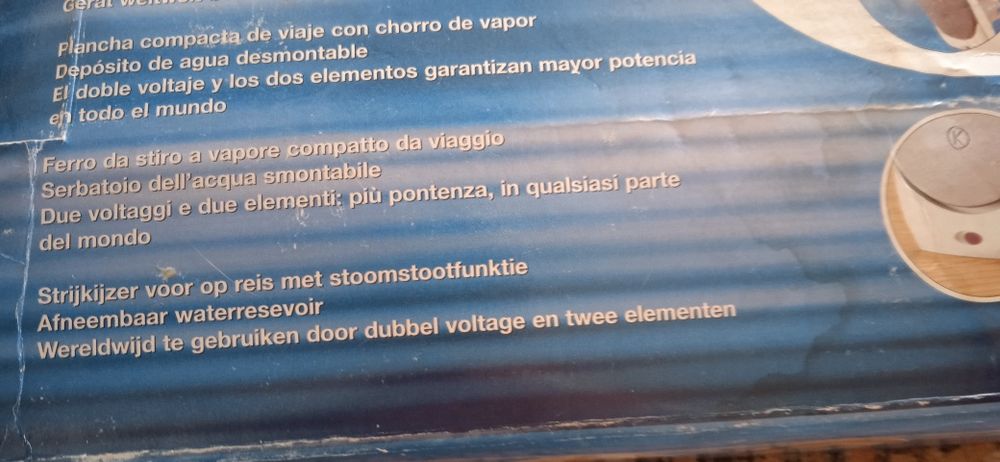 Gerät weltweit
Plancha compacta de viaje con chorro de vapor
Depósito de agua desmontable
El doble voltaje y los dos elementos garantizan mayor potencia
en todo el mundo
Ferro da stiro a vapore compatto da viaggio
Serbatoio dell'acqua smontabile
Due voltaggi e due elementi: più pontenza, in qualsiasi parte
del mondo
K
Strijkijzer voor op reis met stoomstootfunktie
Afneembaar waterresevoir
Wereldwijd te gebruiken door dubbel voltage en twee elementen